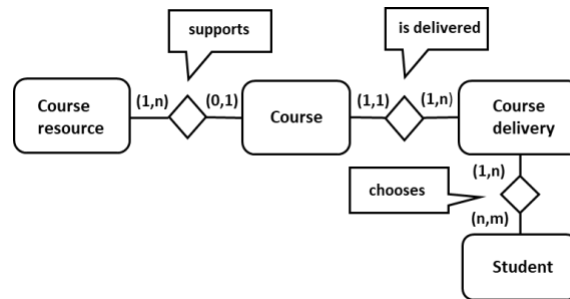 supports
is delivered
Course
resource
(1,n)
(0,1)
Course
(1,1)
(1,n)
Course
delivery
chooses
(1,n)
(n,m)
Student